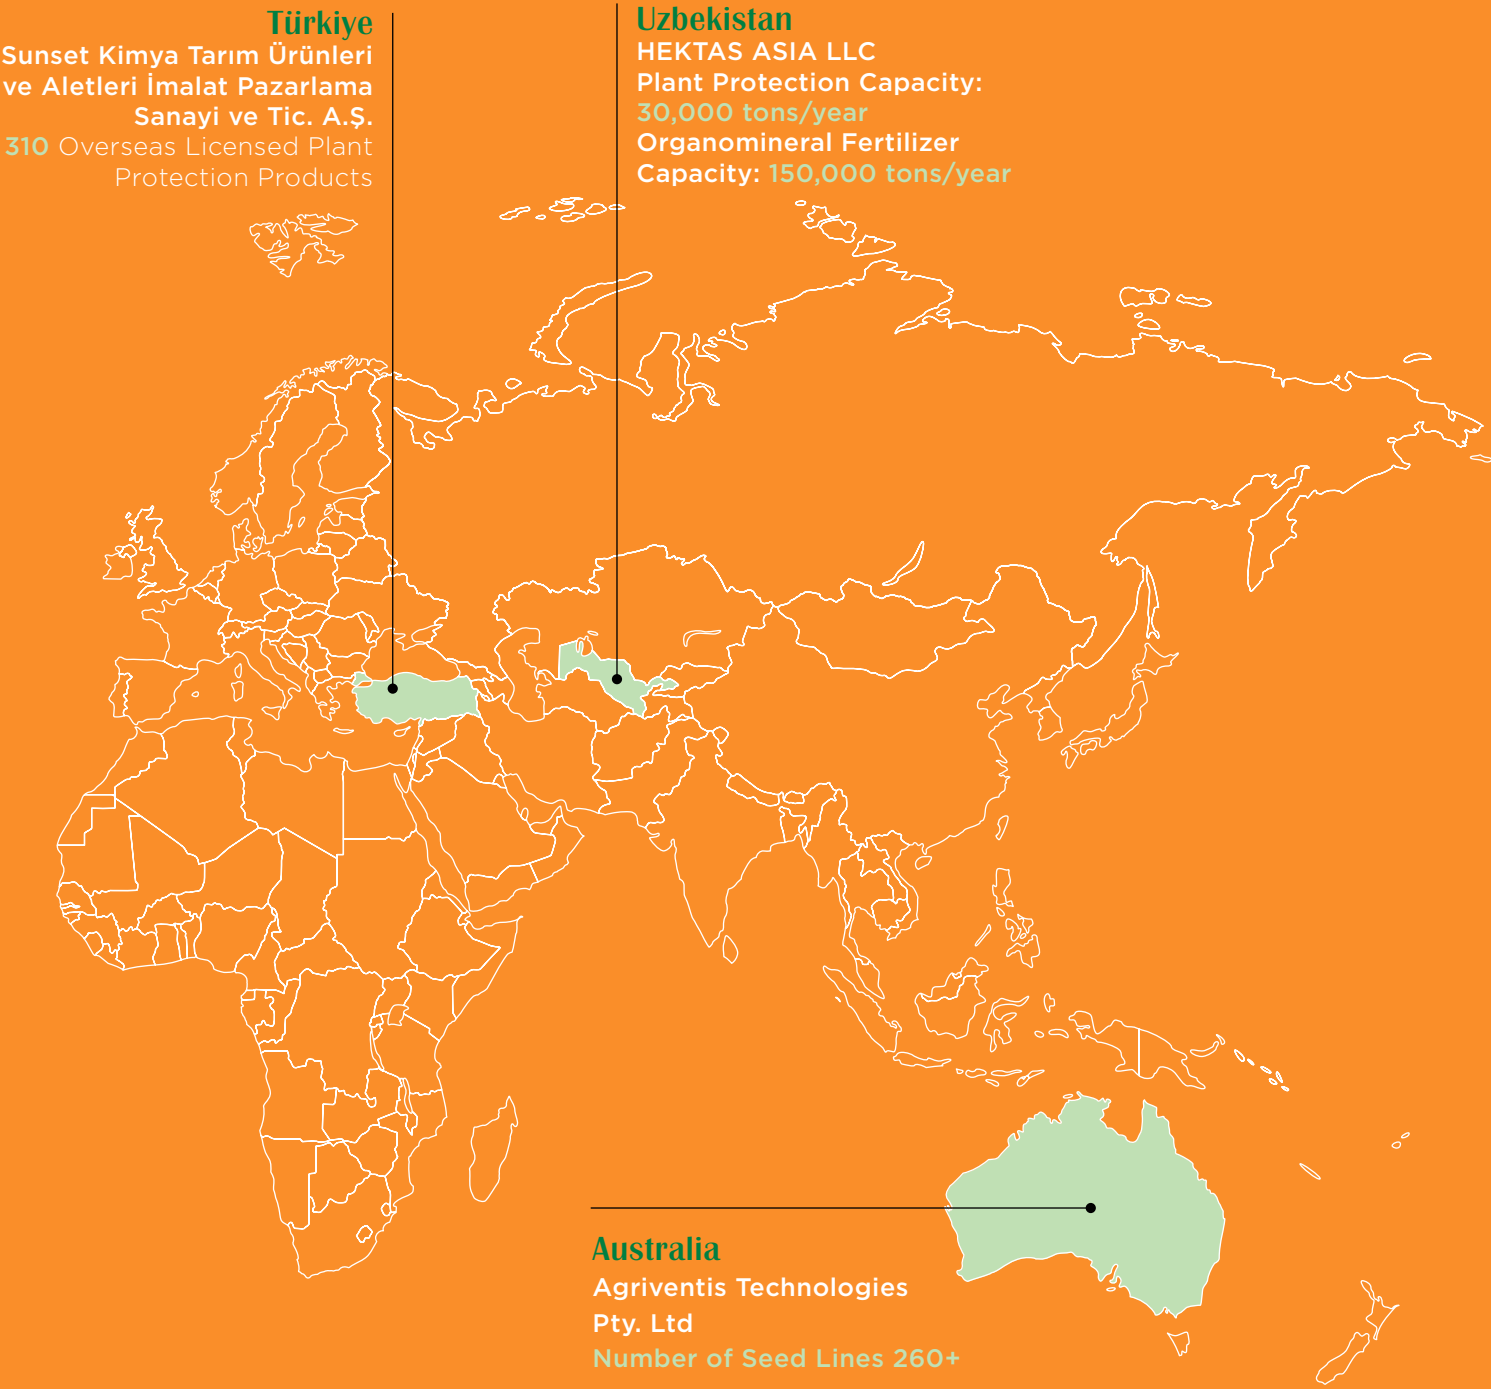 Türkiye
Sunset Kimya Tarım Ürünleri
ve Aletleri İmalat Pazarlama
Sanayi ve Tic. A.Ş.
310 Overseas Licensed Plant
Protection Products
Uzbekistan
HEKTAS ASIA LLC
Plant Protection Capacity:
30,000 tons/year
Organomineral Fertilizer
Capacity: 150,000 tons/year
Australia
Agriventis Technologies
Pty. Ltd
Number of Seed Lines 260+